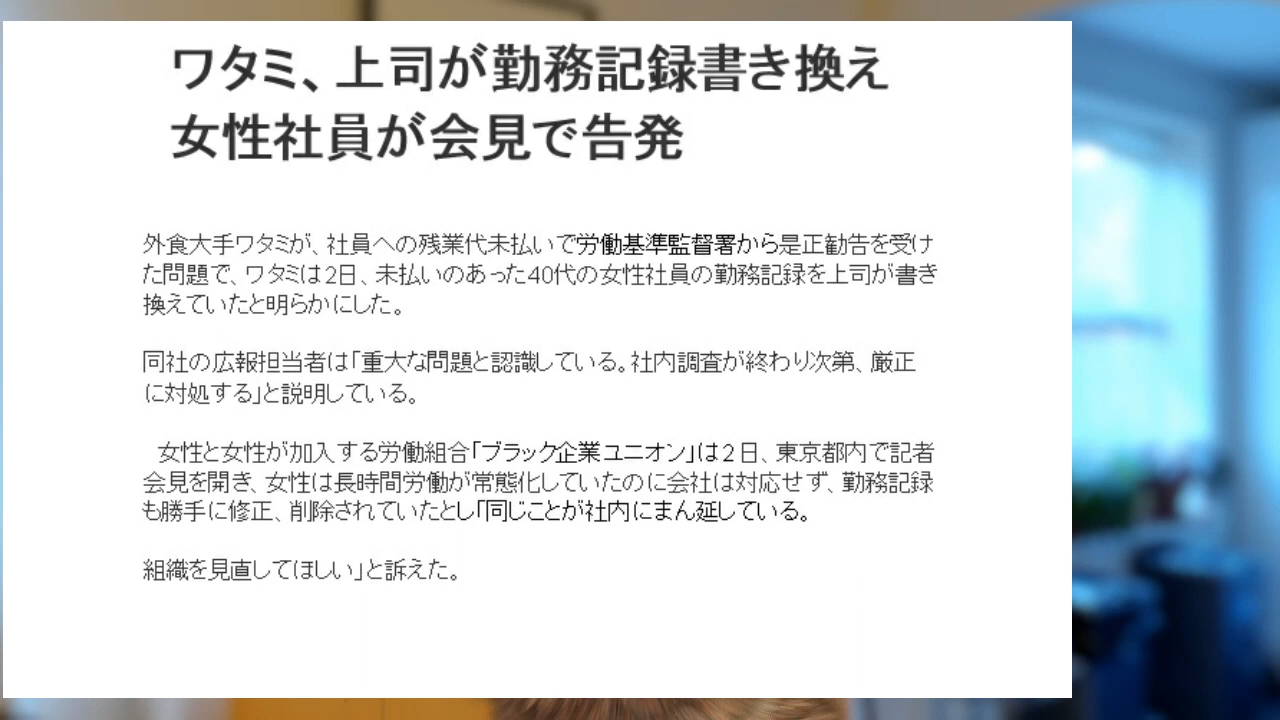 ワタミ、上司が勤務記録書き換え
女性社員が会見で告発
外食大手ワタミが、社員への残業代未払いで労働基準監督署から是正勧告を受け
た問題で、ワタミは2日、未払いのあった40代の女性社員の勤務記録を上司が書き
換えていたと明らかにした。
同社の広報担当者は「重大な問題と認識している。社内調査が終わり次第、厳正
に対処する」と説明している。
女性と女性が加入する労働組合「ブラック企業ユニオン」は２日、東京都内で記者
会見を開き、女性は長時間労働が常態化していたのに会社は対応せず、勤務記録
も勝手に修正、削除されていたとし「同じことが社内にまん延している。
組織を見直してほしい」と訴えた。